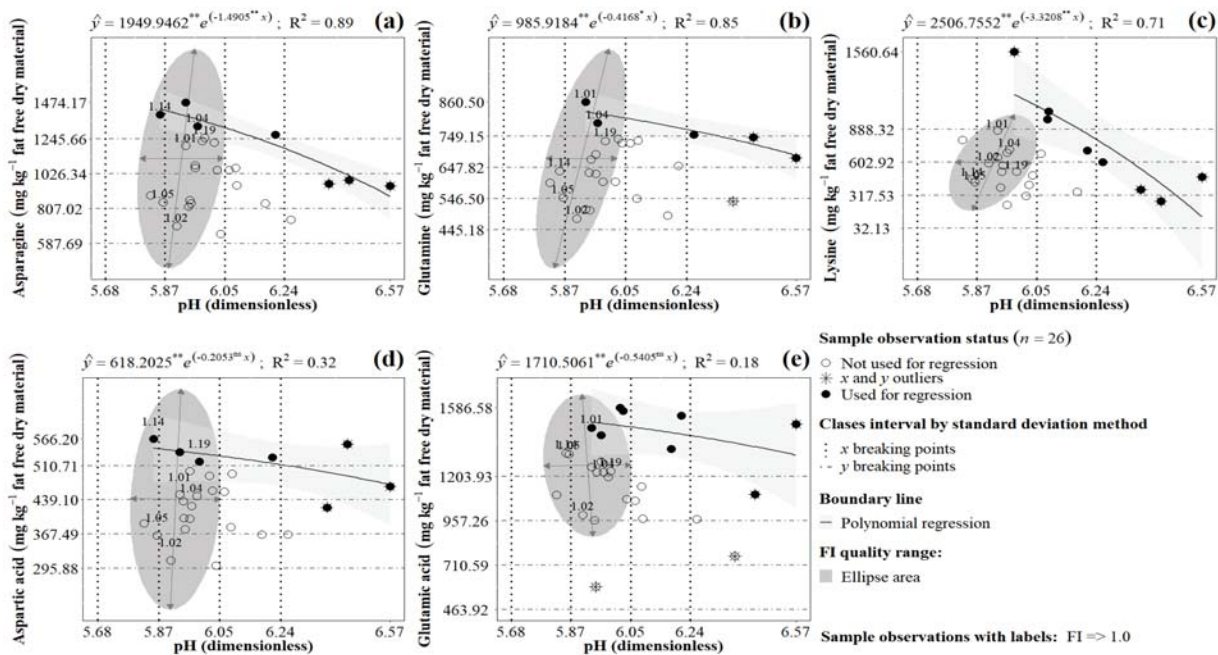 ŷ = 1949.9462**e^(-1.4905** x) ; R² = 0.89 (a)
Asparagine (mg kg⁻¹ fat free dry material)
1474.17
1245.66
1026.34
807.02
587.69
1.14
1.04
1.19
1.01
1.05
1.02
5.68 5.87 6.05 6.24 6.57
pH (dimensionless)
ŷ = 985.9184**e^(-0.4168* x) ; R² = 0.85 (b)
Glutamine (mg kg⁻¹ fat free dry material)
860.50
749.15
647.82
546.50
445.18
1.01
1.04
1.19
1.14
1.05
1.02
5.68 5.87 6.05 6.24 6.57
pH (dimensionless)
ŷ = 2506.7552**e^(-3.3208** x) ; R² = 0.71 (c)
Lysine (mg kg⁻¹ fat free dry material)
1560.64
888.32
602.92
317.53
32.13
1.01
1.04
1.02
1.19
5.68 5.87 6.05 6.24 6.57
pH (dimensionless)
ŷ = 618.2025**e^(-0.2053ns x) ; R² = 0.32 (d)
Aspartic acid (mg kg⁻¹ fat free dry material)
566.20
510.71
439.10
367.49
295.88
1.14
1.19
1.01
1.04
1.05
1.02
5.68 5.87 6.05 6.24 6.57
pH (dimensionless)
ŷ = 1710.5061**e^(-0.5405ns x) ; R² = 0.18 (e)
Glutamic acid (mg kg⁻¹ fat free dry material)
1586.58
1203.93
957.26
710.59
463.92
1.01
1.02
5.68 5.87 6.05 6.24 6.57
pH (dimensionless)
Sample observation status (n = 26)
Not used for regression
x and y outliers
Used for regression
Clases interval by standard deviation method
x breaking points
y breaking points
Boundary line
Polynomial regression
FI quality range:
Ellipse area
Sample observations with labels: FI => 1.0